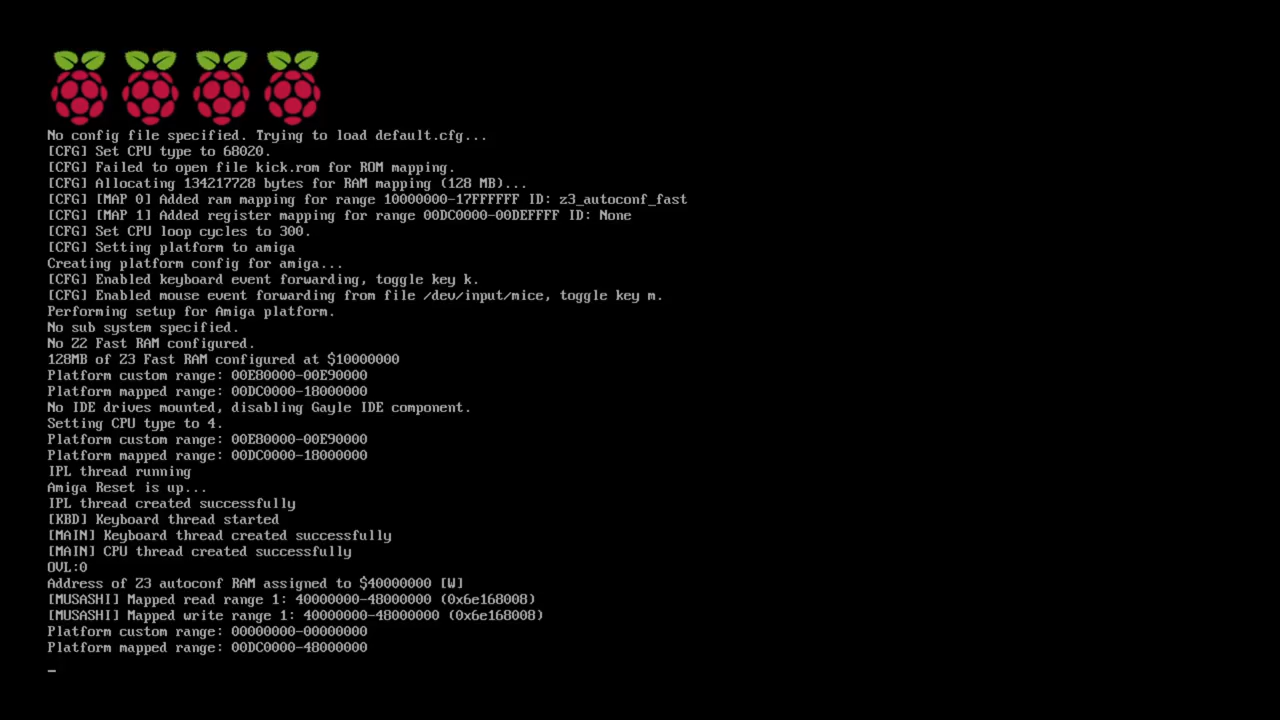 No config file specified. Trying to load default.cfg...
[CFG] Set CPU type to 68020.
[CFG] Failed to open file kick.rom for ROM mapping.
[CFG] Allocating 134217728 bytes for RAM mapping (128 MB)...
[CFG] [MAP 0] Added ram mapping for range 10000000-17FFFFFF ID: z3_autoconf_fast
[CFG] [MAP 1] Added register mapping for range 00DC0000-00DEFFFF ID: None
[CFG] Set CPU loop cycles to 300.
[CFG] Setting platform to amiga
Creating platform config for amiga...
[CFG] Enabled keyboard event forwarding, toggle key k.
[CFG] Enabled mouse event forwarding from file /dev/input/mice, toggle key m.
Performing setup for Amiga platform.
No sub system specified.
No Z2 Fast RAM configured.
128MB of Z3 Fast RAM configured at $10000000
Platform custom range: 00E80000-00E90000
Platform mapped range: 00DC0000-18000000
No IDE drives mounted, disabling Gayle IDE component.
Setting CPU type to 4.
Platform custom range: 00E80000-00E90000
Platform mapped range: 00DC0000-18000000
IPL thread running
Amiga Reset is up...
IPL thread created successfully
[KBD] Keyboard thread started
[MAIN] Keyboard thread created successfully
[MAIN] CPU thread created successfully
OVL:0
Address of Z3 autoconf RAM assigned to $40000000 [W]
[MUSASHI] Mapped read range 1: 40000000-48000000 (0x6e168008)
[MUSASHI] Mapped write range 1: 40000000-48000000 (0x6e168008)
Platform custom range: 00000000-00000000
Platform mapped range: 00DC0000-48000000
_